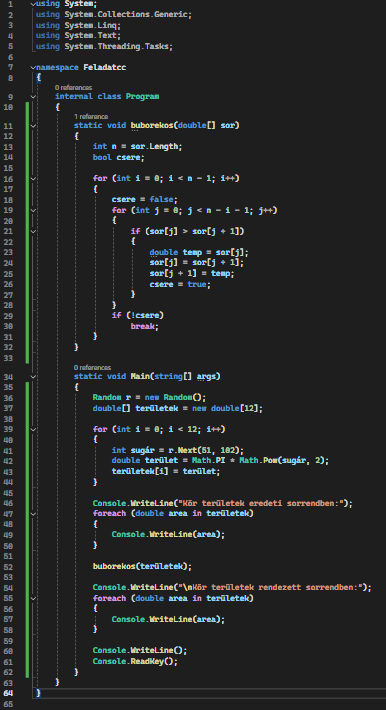 1 using System;
2 using System.Collections.Generic;
3 using System.Linq;
4 using System.Text;
5 using System.Threading.Tasks;
6
7 namespace Feladatcc
8 {
0 references
9 internal class Program
10 {
1 reference
11 static void buborekos(double[] sor)
12 {
13 int n = sor.Length;
14 bool csere;
15
16 for (int i = 0; i < n - 1; i++)
17 {
18 csere = false;
19 for (int j = 0; j < n - i - 1; j++)
20 {
21 if (sor[j] > sor[j + 1])
22 {
23 double temp = sor[j];
24 sor[j] = sor[j + 1];
25 sor[j + 1] = temp;
26 csere = true;
27 }
28 }
29 if (!csere)
30 break;
31 }
32 }
33
0 references
34 static void Main(string[] args)
35 {
36 Random r = new Random();
37 double[] területek = new double[12];
38
39 for (int i = 0; i < 12; i++)
40 {
41 int sugár = r.Next(51, 102);
42 double terület = Math.PI * Math.Pow(sugár, 2);
43 területek[i] = terület;
44 }
45
46 Console.WriteLine("Kör területek eredeti sorrendben:");
47 foreach (double area in területek)
48 {
49 Console.WriteLine(area);
50 }
51
52 buborekos(területek);
53
54 Console.WriteLine("\nKör területek rendezett sorrendben:");
55 foreach (double area in területek)
56 {
57 Console.WriteLine(area);
58 }
59
60 Console.WriteLine();
61 Console.ReadKey();
62 }
63 }
64 }
65